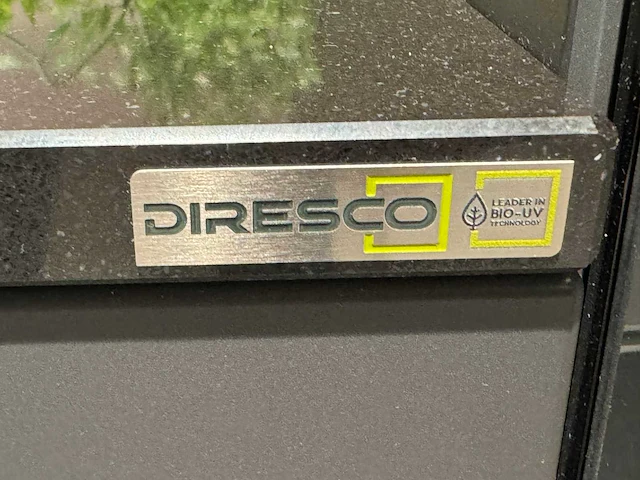 DIRESCO
LEADER IN
BIO-UV
TECHNOLOGY